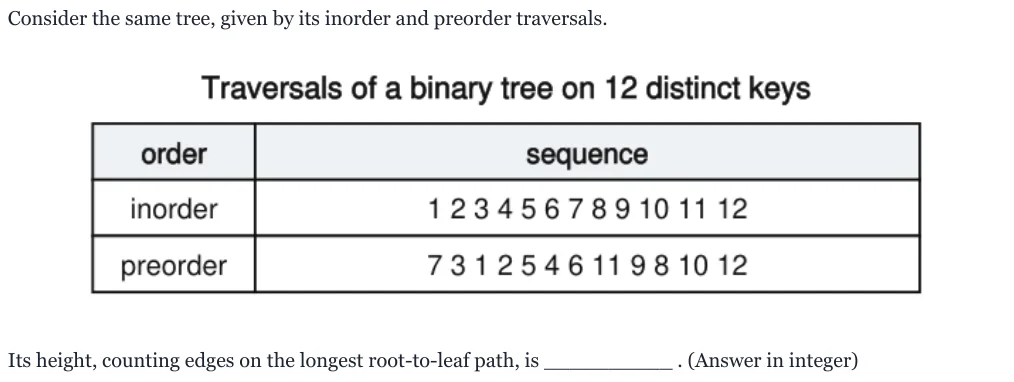 Consider the same tree, given by its inorder and preorder traversals.
Traversals of a binary tree on 12 distinct keys
order sequence
inorder 1 2 3 4 5 6 7 8 9 10 11 12
preorder 7 3 1 2 5 4 6 11 9 8 10 12
Its height, counting edges on the longest root-to-leaf path, is ____________ . (Answer in integer)